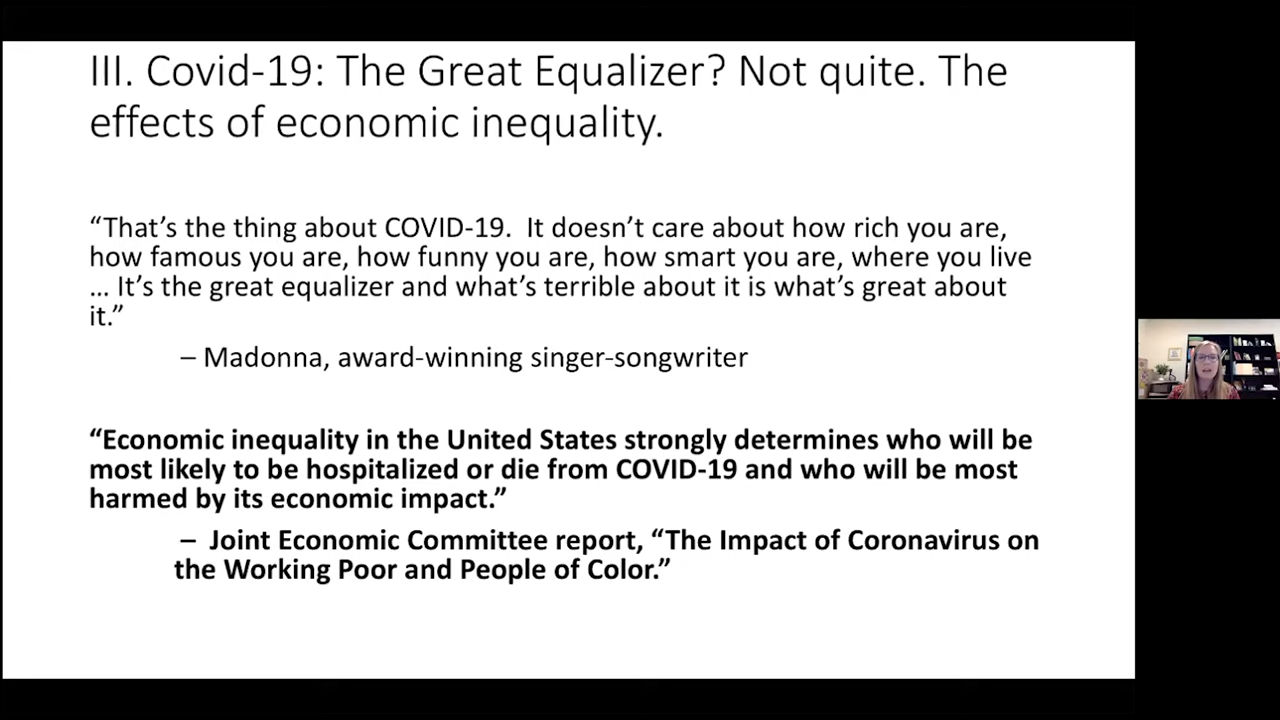 III. Covid-19: The Great Equalizer? Not quite. The
effects of economic inequality.
“That’s the thing about COVID-19.  It doesn’t care about how rich you are,
how famous you are, how funny you are, how smart you are, where you live
… It’s the great equalizer and what’s terrible about it is what’s great about
it.”
– Madonna, award-winning singer-songwriter
“Economic inequality in the United States strongly determines who will be
most likely to be hospitalized or die from COVID-19 and who will be most
harmed by its economic impact.”
–  Joint Economic Committee report, “The Impact of Coronavirus on
the Working Poor and People of Color.”